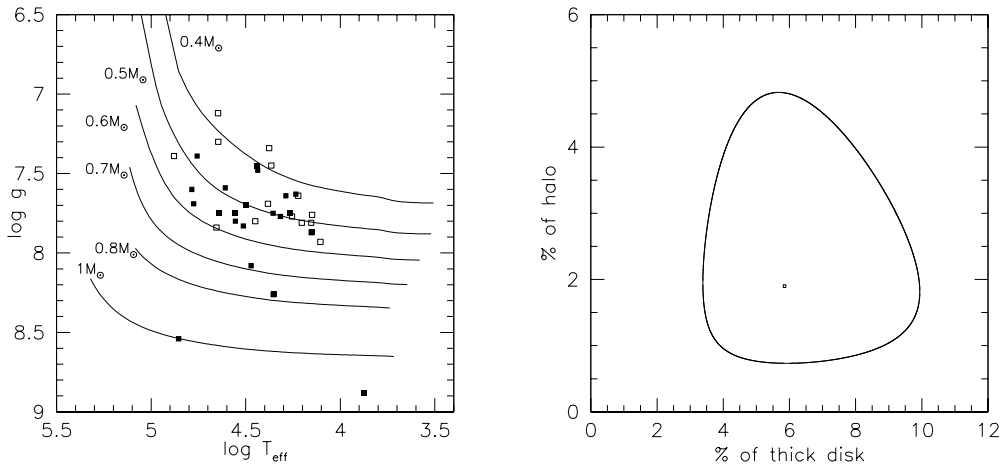 6.5
7
7.5
8
8.5
9
log g
0.4M⊙
0.5M⊙
0.6M⊙
0.7M⊙
0.8M⊙
1M⊙
5.5 5 4.5 4 3.5
log T_eff
6
4
2
0
% of halo
0 2 4 6 8 10 12
% of thick disk